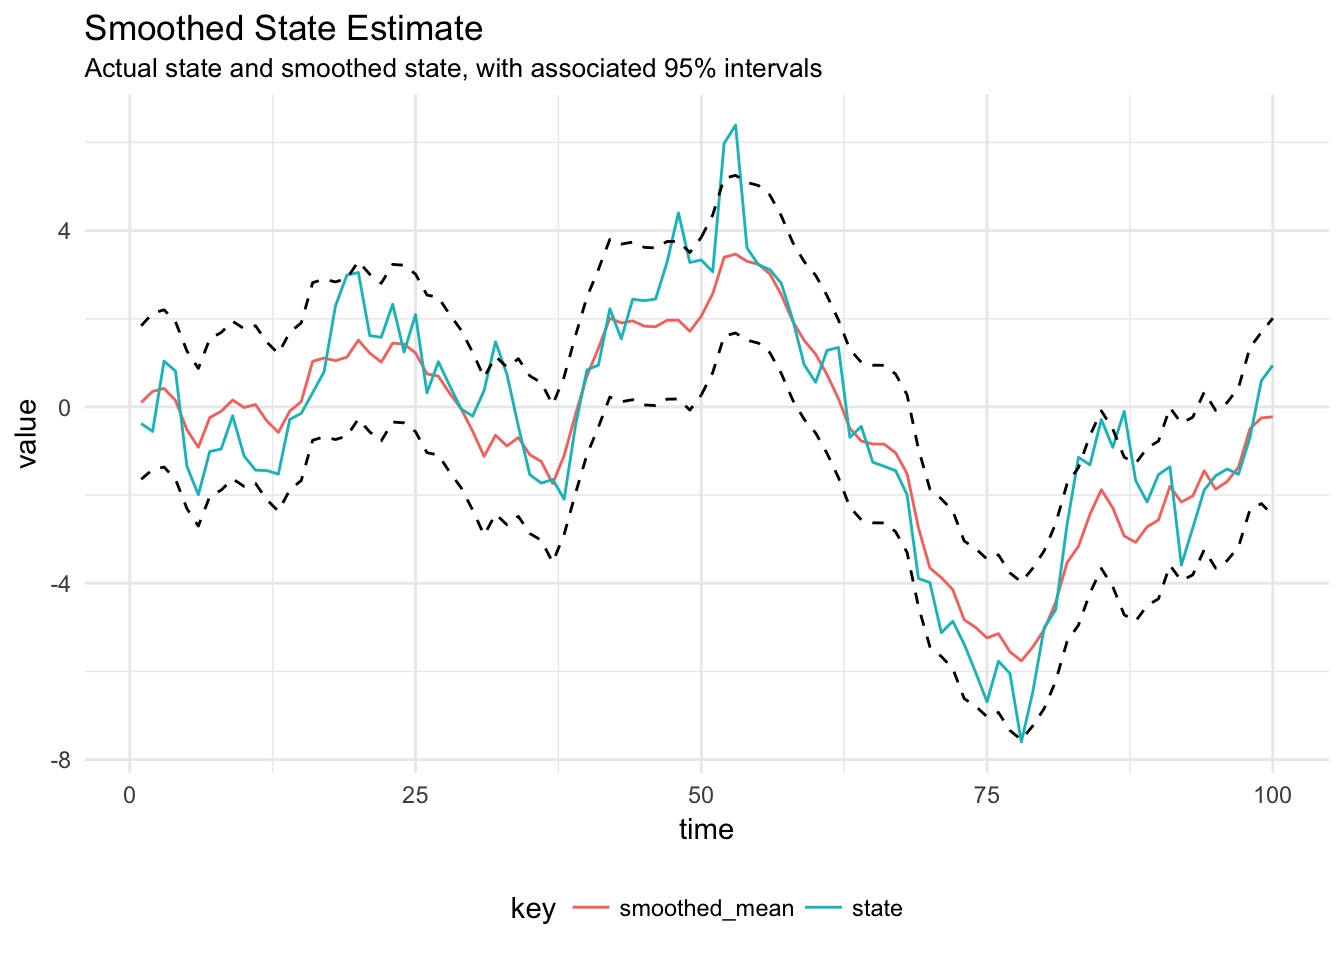 Smoothed State Estimate
Actual state and smoothed state, with associated 95% intervals
value
4
0
-4
-8
0 25 50 75 100
time
key smoothed_mean state